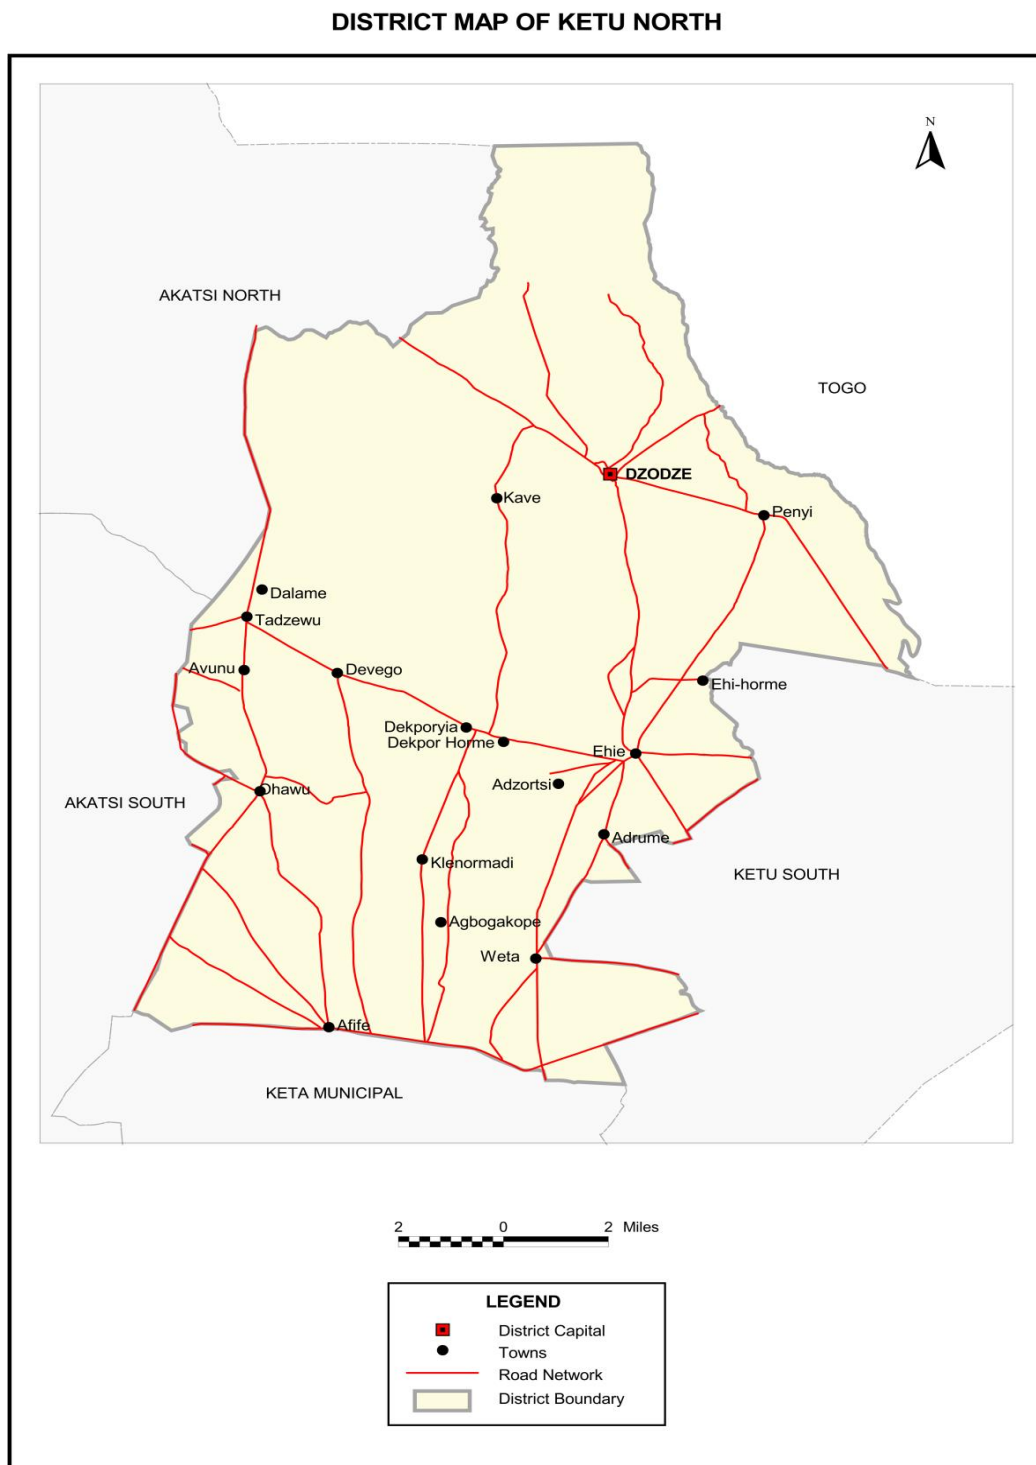 DISTRICT MAP OF KETU NORTH
N
AKATSI NORTH
TOGO
DZODZE
Kave
Penyi
Dalame
Tadzewu
Avunu
Devego
Ehi-horme
Dekporyia
Dekpor Horme
Ehie
Adzortsi
Ohawu
AKATSI SOUTH
Adrume
Klenormadi
KETU SOUTH
Agbogakope
Weta
Afife
KETA MUNICIPAL
2 0 2 Miles
LEGEND
District Capital
Towns
Road Network
District Boundary